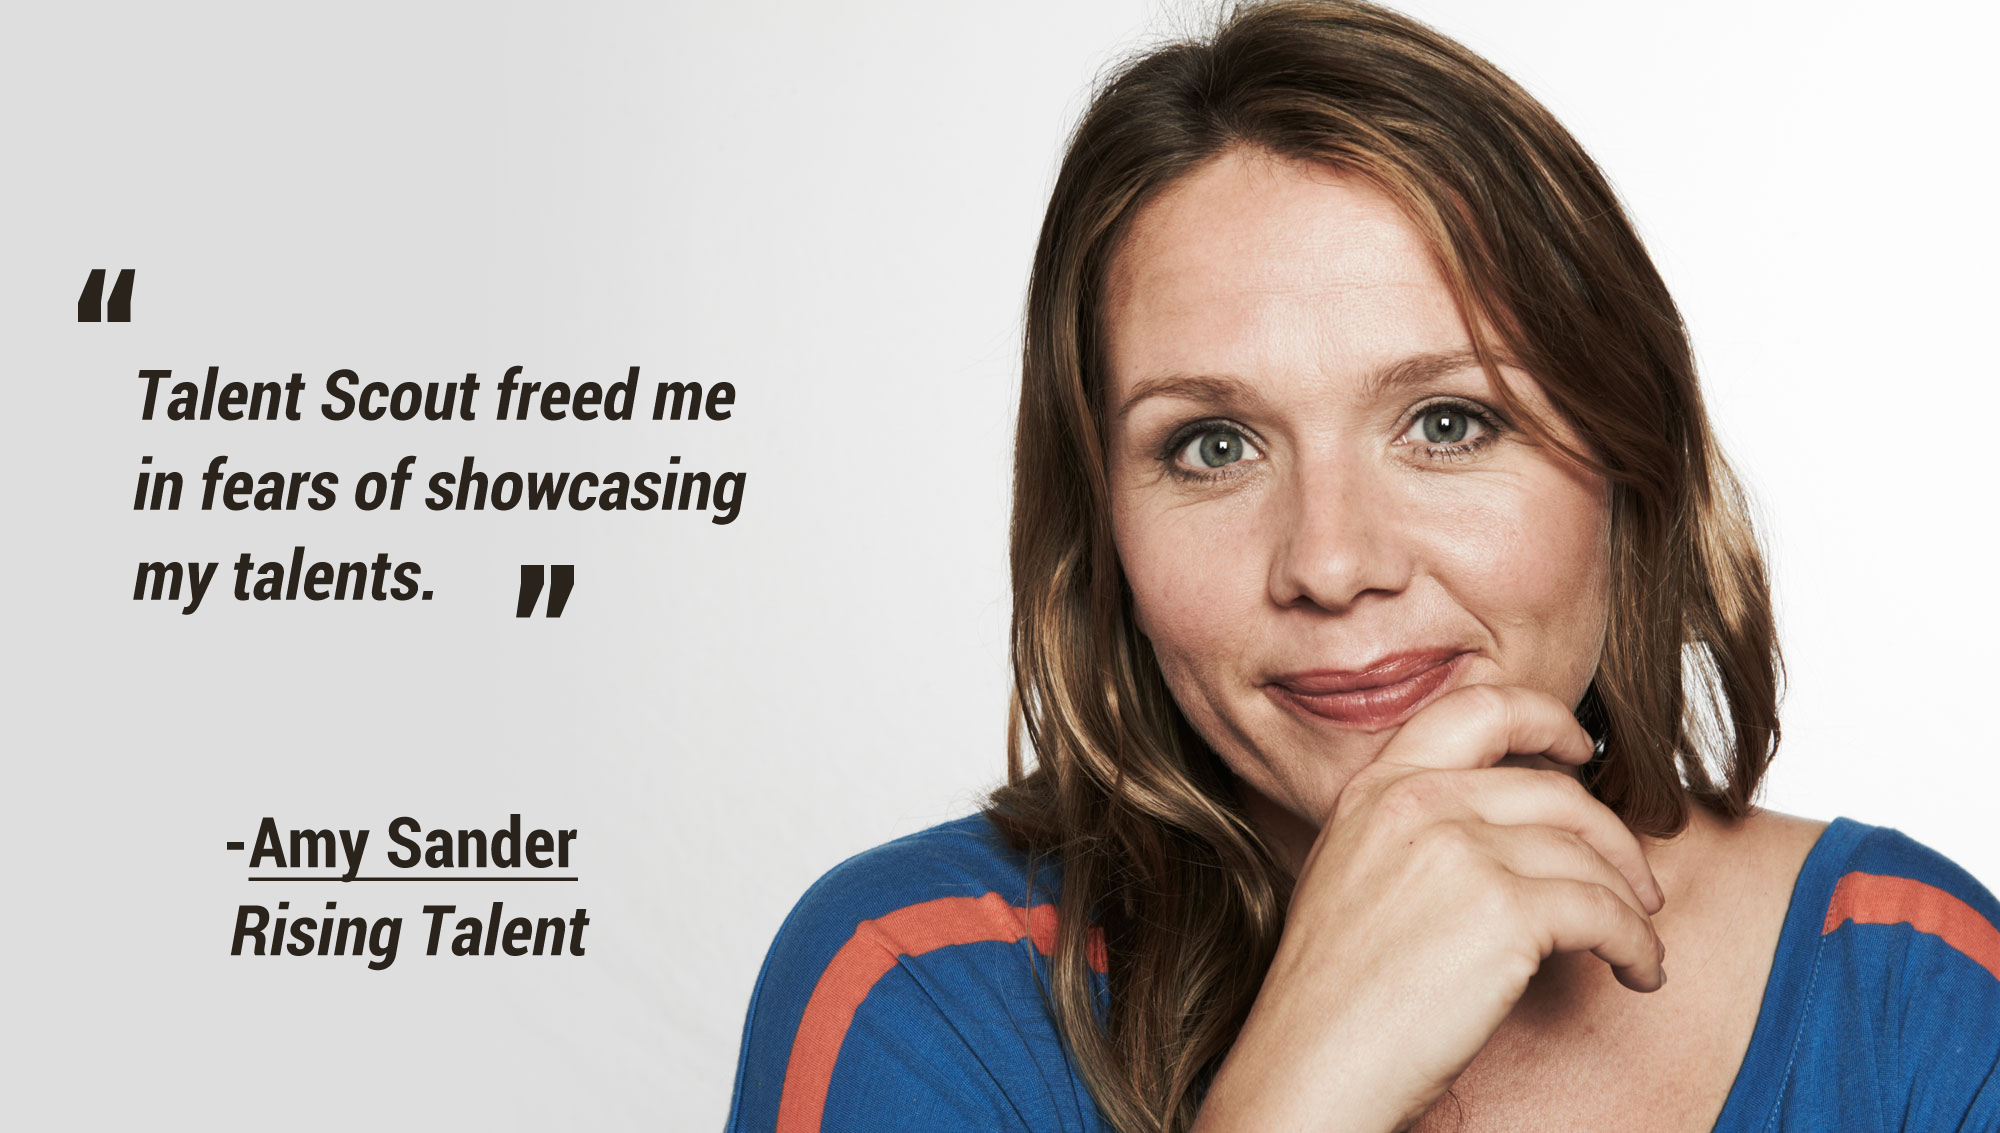 “
Talent Scout freed me
in fears of showcasing
my talents. ”
-Amy Sander
Rising Talent